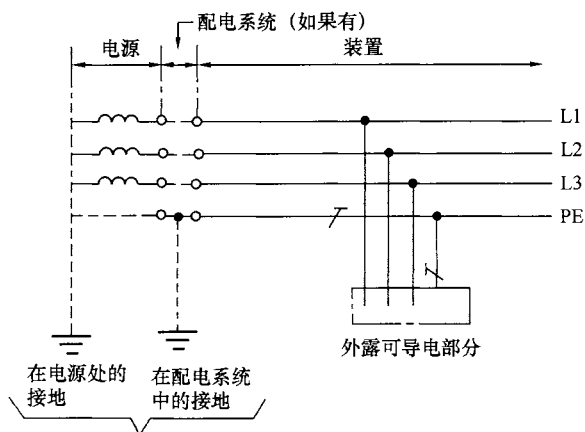 配电系统（如果有）
电源
装置
L1
L2
L3
PE
外露可导电部分
在电源处的
接地
在配电系统
中的接地